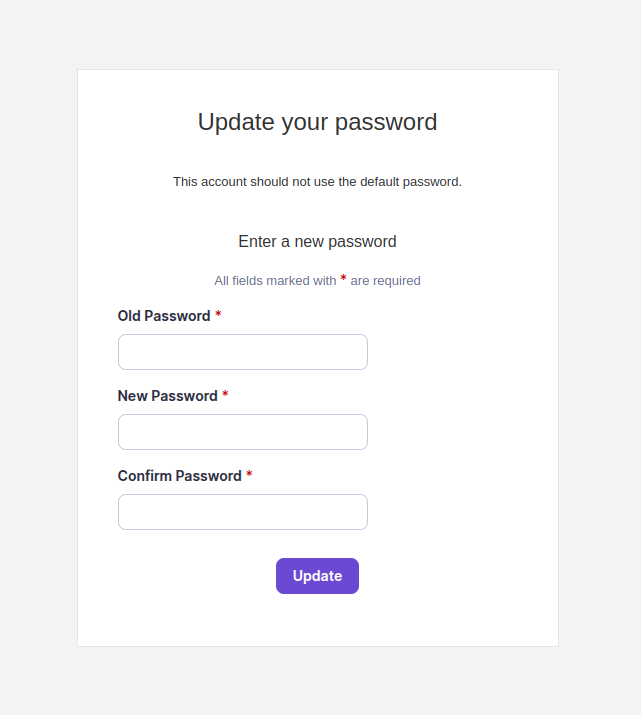 Update your password
This account should not use the default password.
Enter a new password
All fields marked with * are required
Old Password *
New Password *
Confirm Password *
Update